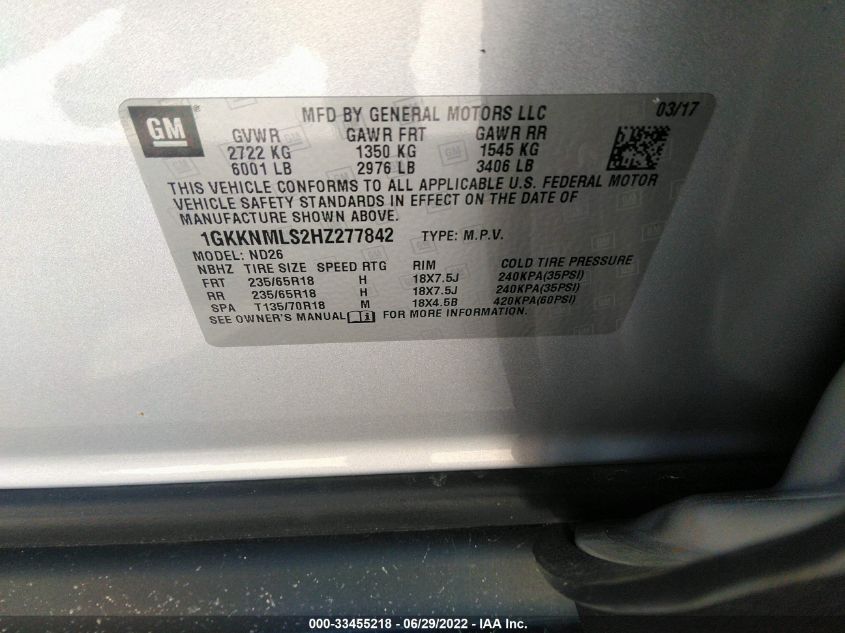 GM ® MFD BY GENERAL MOTORS LLC 03/17
GVWR GAWR FRT GAWR RR
2722 KG 1350 KG 1545 KG
6001 LB 2976 LB 3406 LB
THIS VEHICLE CONFORMS TO ALL APPLICABLE U.S. FEDERAL MOTOR
VEHICLE SAFETY STANDARDS IN EFFECT ON THE DATE OF
MANUFACTURE SHOWN ABOVE.
1GKKNMLS2HZ277842 TYPE: M.P.V.
MODEL: ND26
NBHZ TIRE SIZE SPEED RTG RIM COLD TIRE PRESSURE
FRT 235/65R18 H 18X7.5J 240KPA(35PSI)
RR 235/65R18 H 18X7.5J 240KPA(35PSI)
SPA T135/70R18 M 18X4.5B 420KPA(60PSI)
SEE OWNER'S MANUAL FOR MORE INFORMATION.
000-33455218 - 06/29/2022 - IAA Inc.